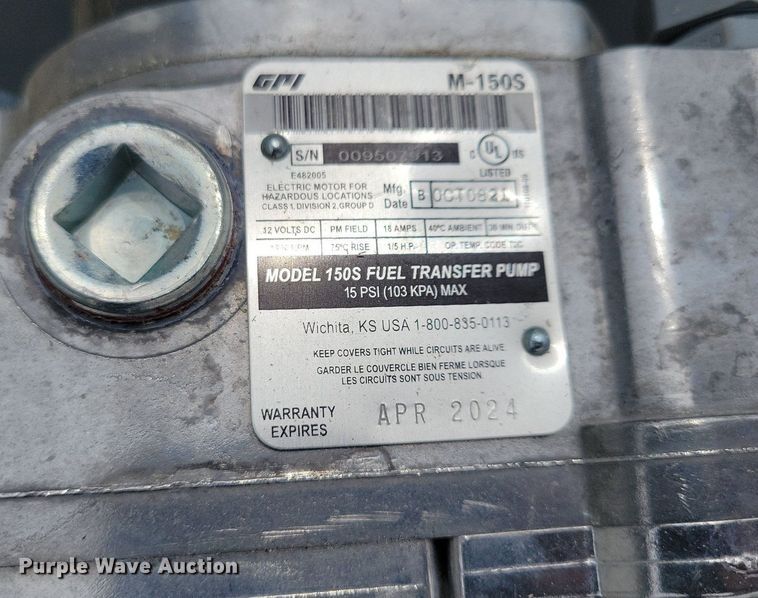 GPI M-150S
S/N
C UL US
LISTED
E482005
ELECTRIC MOTOR FOR
HAZARDOUS LOCATIONS
CLASS 1, DIVISION 2, GROUP D
Mfg. Date B OCT0821
12 VOLTS DC PM FIELD 18 AMPS 40°C AMBIENT 30 MIN.
75°C RISE 1/5 H.P. OP. TEMP. CODE
MODEL 150S FUEL TRANSFER PUMP
15 PSI (103 KPA) MAX
Wichita, KS USA 1-800-835-0113
KEEP COVERS TIGHT WHILE CIRCUITS ARE ALIVE.
GARDER LE COUVERCLE BIEN FERME LORSQUE
LES CIRCUITS SONT SOUS TENSION.
WARRANTY
EXPIRES APR 2024
Purple Wave Auction